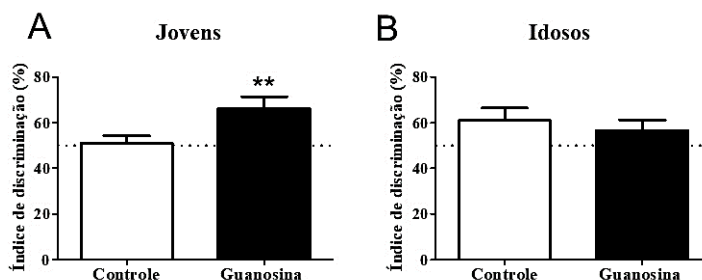 A
Jovens
Índice de discriminação (%)
80
60
40
20
0
**
Controle
Guanosina
B
Idosos
Índice de discriminação (%)
80
60
40
20
0
Controle
Guanosina